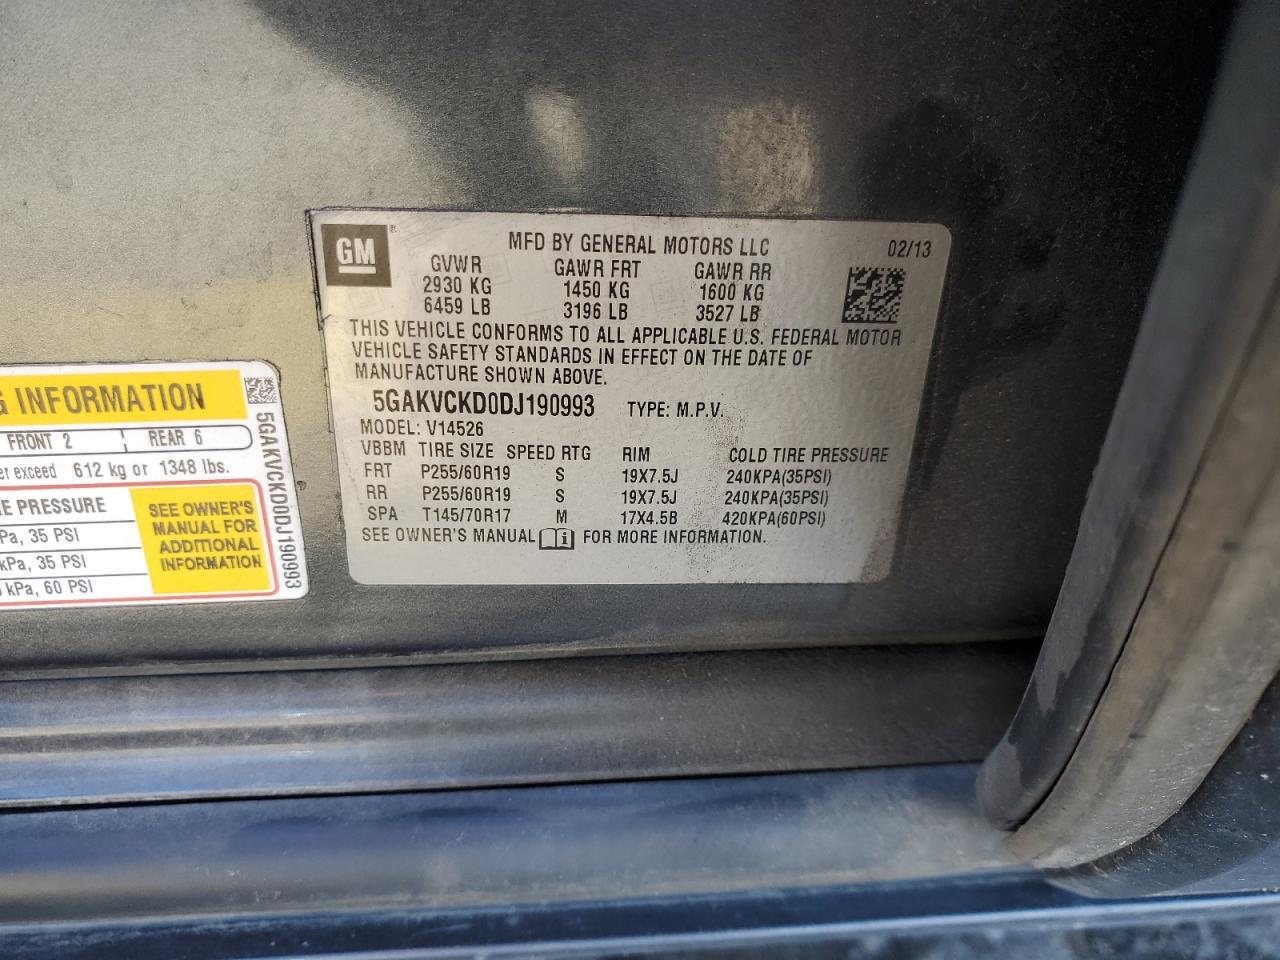 GM
MFD BY GENERAL MOTORS LLC 02/13
GVWR GAWR FRT GAWR RR
2930 KG 1450 KG 1600 KG
6459 LB 3196 LB 3527 LB
THIS VEHICLE CONFORMS TO ALL APPLICABLE U.S. FEDERAL MOTOR
VEHICLE SAFETY STANDARDS IN EFFECT ON THE DATE OF
MANUFACTURE SHOWN ABOVE.
5GAKVCKD0DJ190993 TYPE: M.P.V.
MODEL: V14526
VBBM TIRE SIZE SPEED RTG RIM COLD TIRE PRESSURE
FRT P255/60R19 S 19X7.5J 240KPA(35PSI)
RR P255/60R19 S 19X7.5J 240KPA(35PSI)
SPA T145/70R17 M 17X4.5B 420KPA(60PSI)
SEE OWNER'S MANUAL i FOR MORE INFORMATION.
G INFORMATION
FRONT 2 REAR 6
er exceed 612 kg or 1348 lbs.
E PRESSURE
Pa, 35 PSI
kPa, 35 PSI
kPa, 60 PSI
SEE OWNER'S
MANUAL FOR
ADDITIONAL
INFORMATION
5GAKVCKD0DJ190993